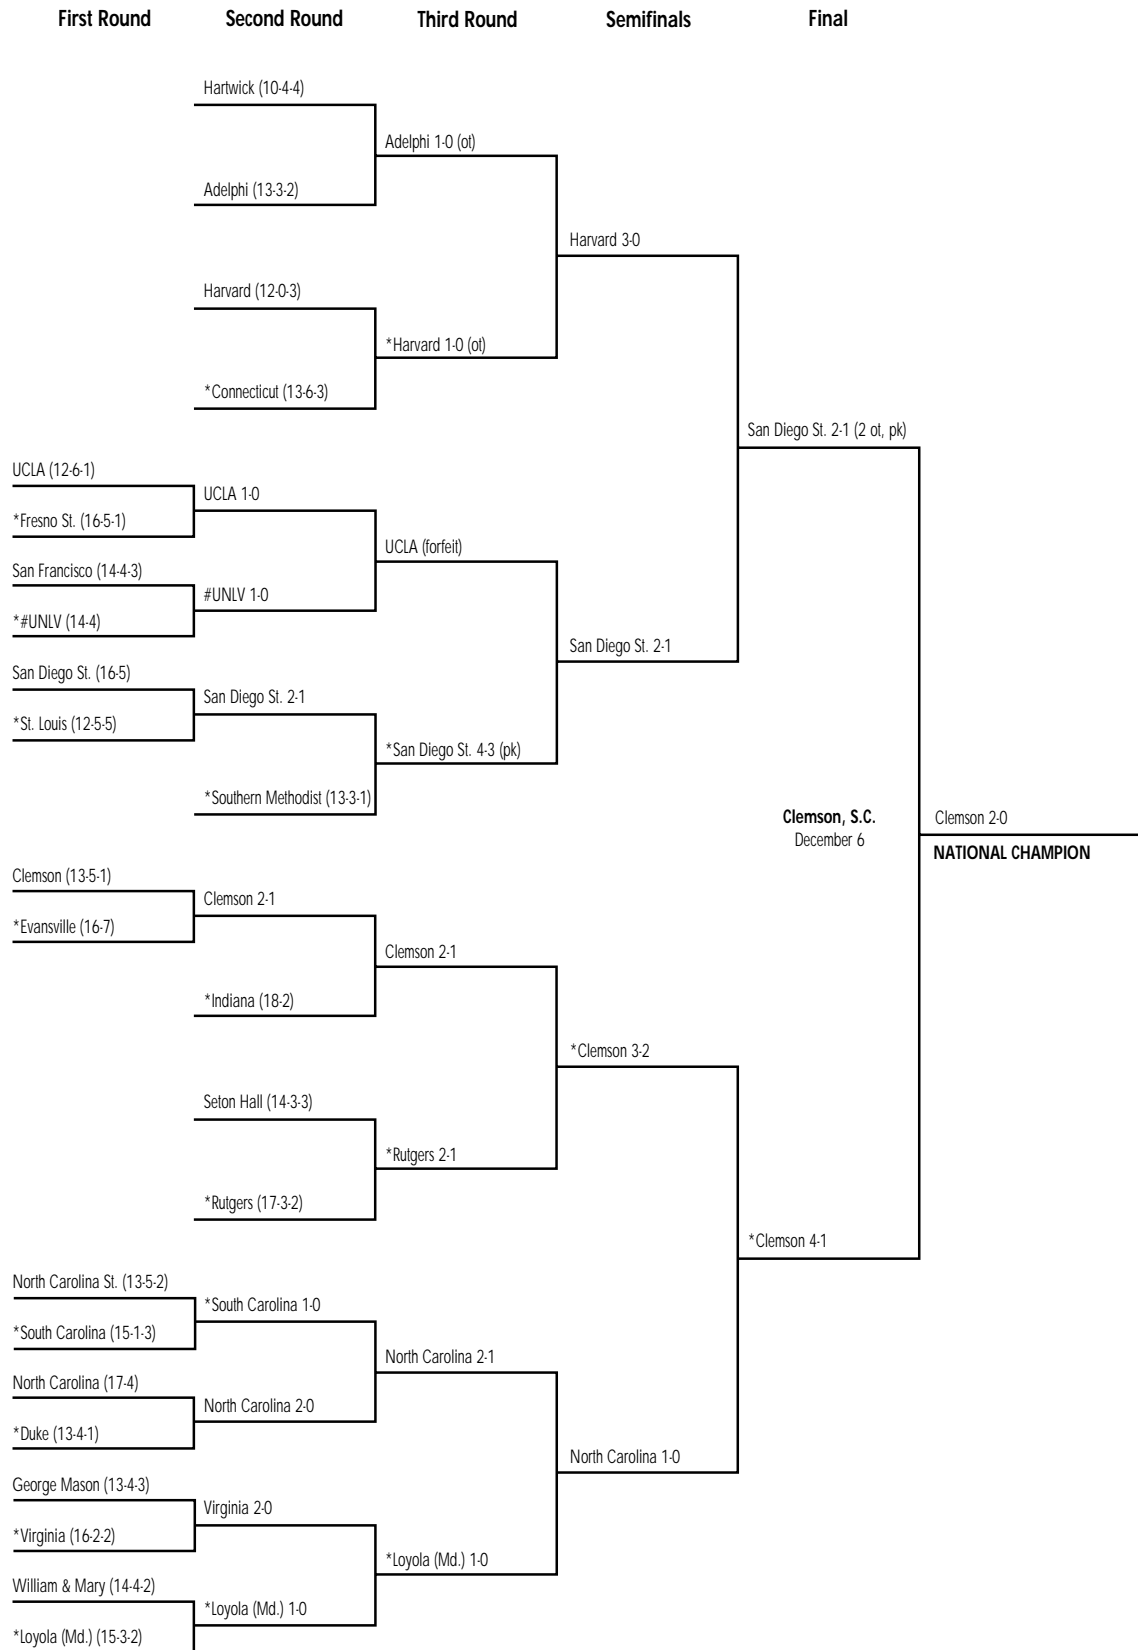 First Round
Second Round
Third Round
Semifinals
Final
Hartwick (10-4-4)
Adelphi 1-0 (ot)
Adelphi (13-3-2)
Harvard 3-0
Harvard (12-0-3)
*Harvard 1-0 (ot)
*Connecticut (13-6-3)
San Diego St. 2-1 (2 ot, pk)
UCLA (12-6-1)
UCLA 1-0
*Fresno St. (16-5-1)
UCLA (forfeit)
San Francisco (14-4-3)
#UNLV 1-0
*#UNLV (14-4)
San Diego St. 2-1
San Diego St. (16-5)
San Diego St. 2-1
*St. Louis (12-5-5)
*San Diego St. 4-3 (pk)
*Southern Methodist (13-3-1)
Clemson, S.C.
December 6
Clemson 2-0
NATIONAL CHAMPION
Clemson (13-5-1)
Clemson 2-1
*Evansville (16-7)
Clemson 2-1
*Indiana (18-2)
*Clemson 3-2
Seton Hall (14-3-3)
*Rutgers 2-1
*Rutgers (17-3-2)
*Clemson 4-1
North Carolina St. (13-5-2)
*South Carolina 1-0
*South Carolina (15-1-3)
North Carolina 2-1
North Carolina (17-4)
North Carolina 2-0
*Duke (13-4-1)
North Carolina 1-0
George Mason (13-4-3)
Virginia 2-0
*Virginia (16-2-2)
*Loyola (Md.) 1-0
William & Mary (14-4-2)
*Loyola (Md.) 1-0
*Loyola (Md.) (15-3-2)